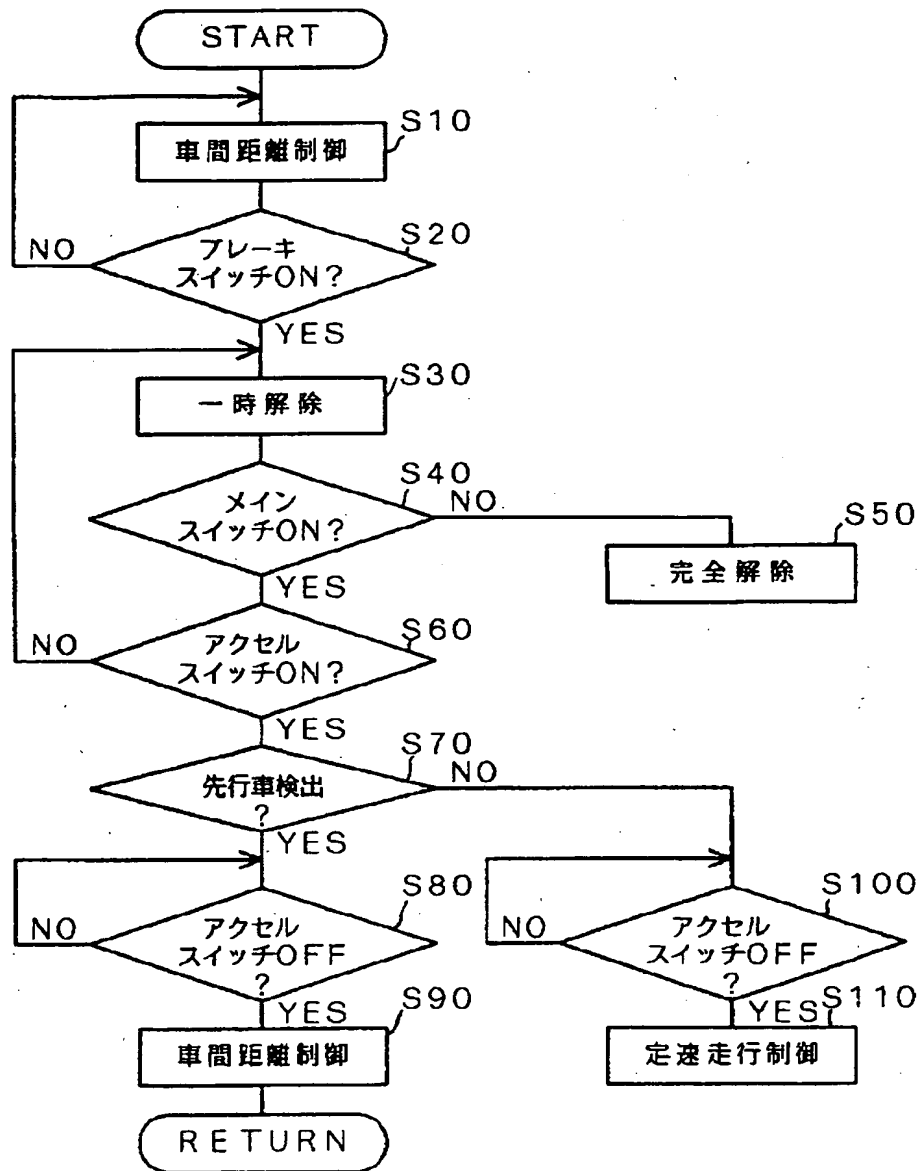 START
S10
車間距離制御
S20
NO
ブレーキ
スイッチON?
YES
S30
一時解除
S40
メイン
スイッチON?
NO
S50
完全解除
YES
S60
NO
アクセル
スイッチON?
YES
S70
先行車検出
?
NO
YES
S80
NO
アクセル
スイッチOFF
?
S100
NO
アクセル
スイッチOFF
?
YES
S90
車間距離制御
YES
S110
定速走行制御
RETURN